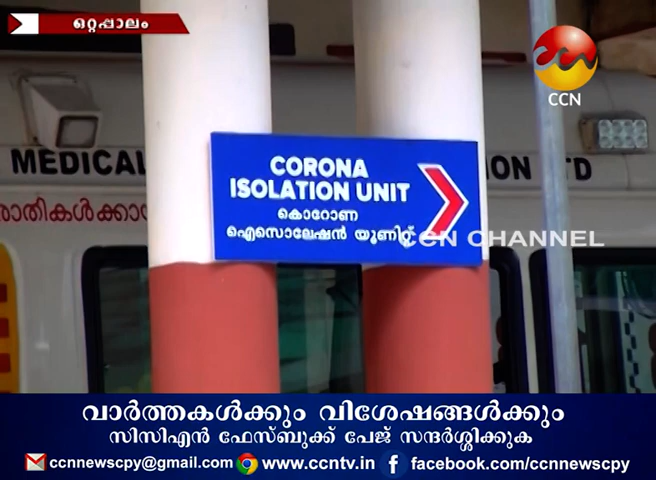 ഒറ്റപ്പാലം
CCN
MEDICAL
ION LTD
CORONA
ISOLATION UNIT
കൊറോണ
ഐസൊലേഷൻ യൂണിറ്റ്
CCN CHANNEL
വാർത്തകൾക്കും വിശേഷങ്ങൾക്കും
സിസിഎൻ ഫേസ്ബുക്ക് പേജ് സന്ദർശ്ശിക്കുക
ccnnewscpy@gmail.com www.ccntv.in facebook.com/ccnnewscpy